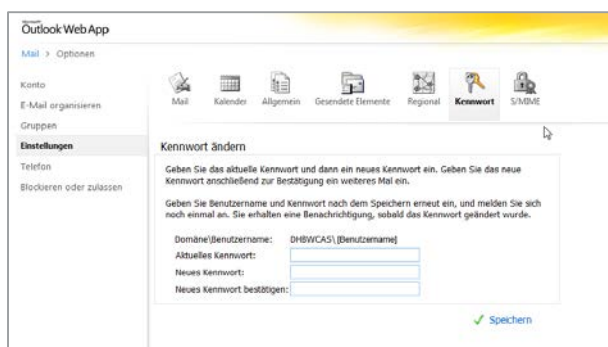 Microsoft
Outlook Web App
Mail > Optionen
Konto
E-Mail organisieren
Gruppen
Einstellungen
Telefon
Blockieren oder zulassen
Mail Kalender Allgemein Gesendete Elemente Regional Kennwort S/MIME
Kennwort ändern
Geben Sie das aktuelle Kennwort und dann ein neues Kennwort ein. Geben Sie das neue
Kennwort anschließend zur Bestätigung ein weiteres Mal ein.
Geben Sie Benutzername und Kennwort nach dem Speichern erneut ein, und melden Sie sich
noch einmal an. Sie erhalten eine Benachrichtigung, sobald das Kennwort geändert wurde.
Domäne\Benutzername: DHBWCAS\[Benutzername]
Aktuelles Kennwort:
Neues Kennwort:
Neues Kennwort bestätigen:
Speichern